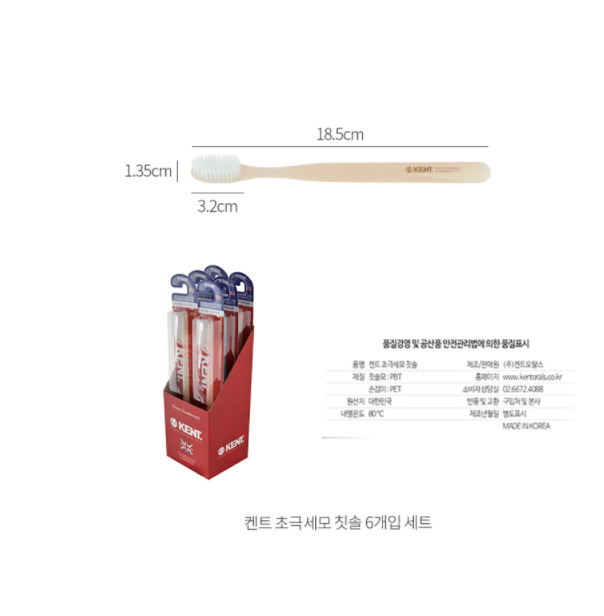 18.5cm
1.35cm
KENT.
3.2cm
KENT.
KENT.
품질경영 및 공산품 안전관리법에 의한 품질표시
품명 켄트 초극세모 칫솔 제조/판매원 (주)켄트오랄스
재질 칫솔모 : PBT 홈페이지 www.kentorals.co.kr
손잡이 : PET 소비자상담실 02.6672.4088
원산지 대한민국 반품 및 교환 구입처 및 본사
내열온도 80℃ 제조년월일 별도표시
MADE IN KOREA
켄트 초극세모 칫솔 6개입 세트